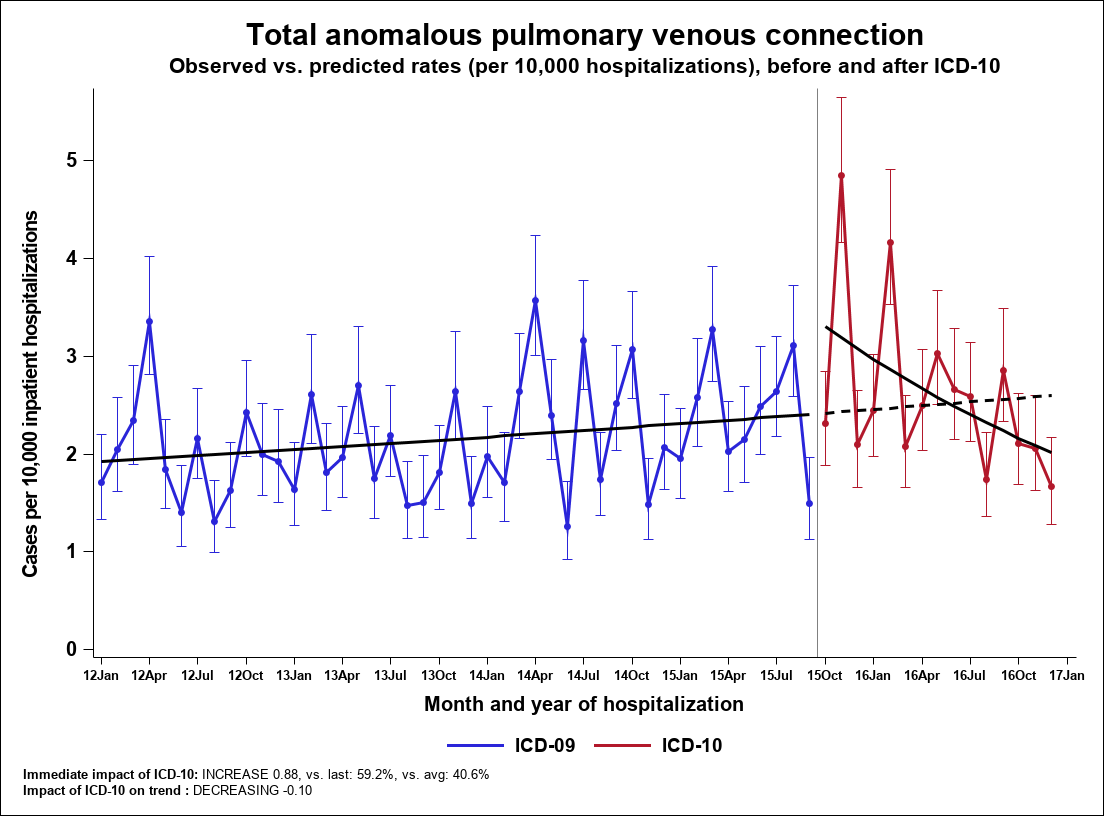 Total anomalous pulmonary venous connection
Observed vs. predicted rates (per 10,000 hospitalizations), before and after ICD-10
Cases per 10,000 inpatient hospitalizations
5
4
3
2
1
0
12Jan 12Apr 12Jul 12Oct 13Jan 13Apr 13Jul 13Oct 14Jan 14Apr 14Jul 14Oct 15Jan 15Apr 15Jul 15Oct 16Jan 16Apr 16Jul 16Oct 17Jan
Month and year of hospitalization
ICD-09 ICD-10
Immediate impact of ICD-10: INCREASE 0.88, vs. last: 59.2%, vs. avg: 40.6%
Impact of ICD-10 on trend : DECREASING -0.10